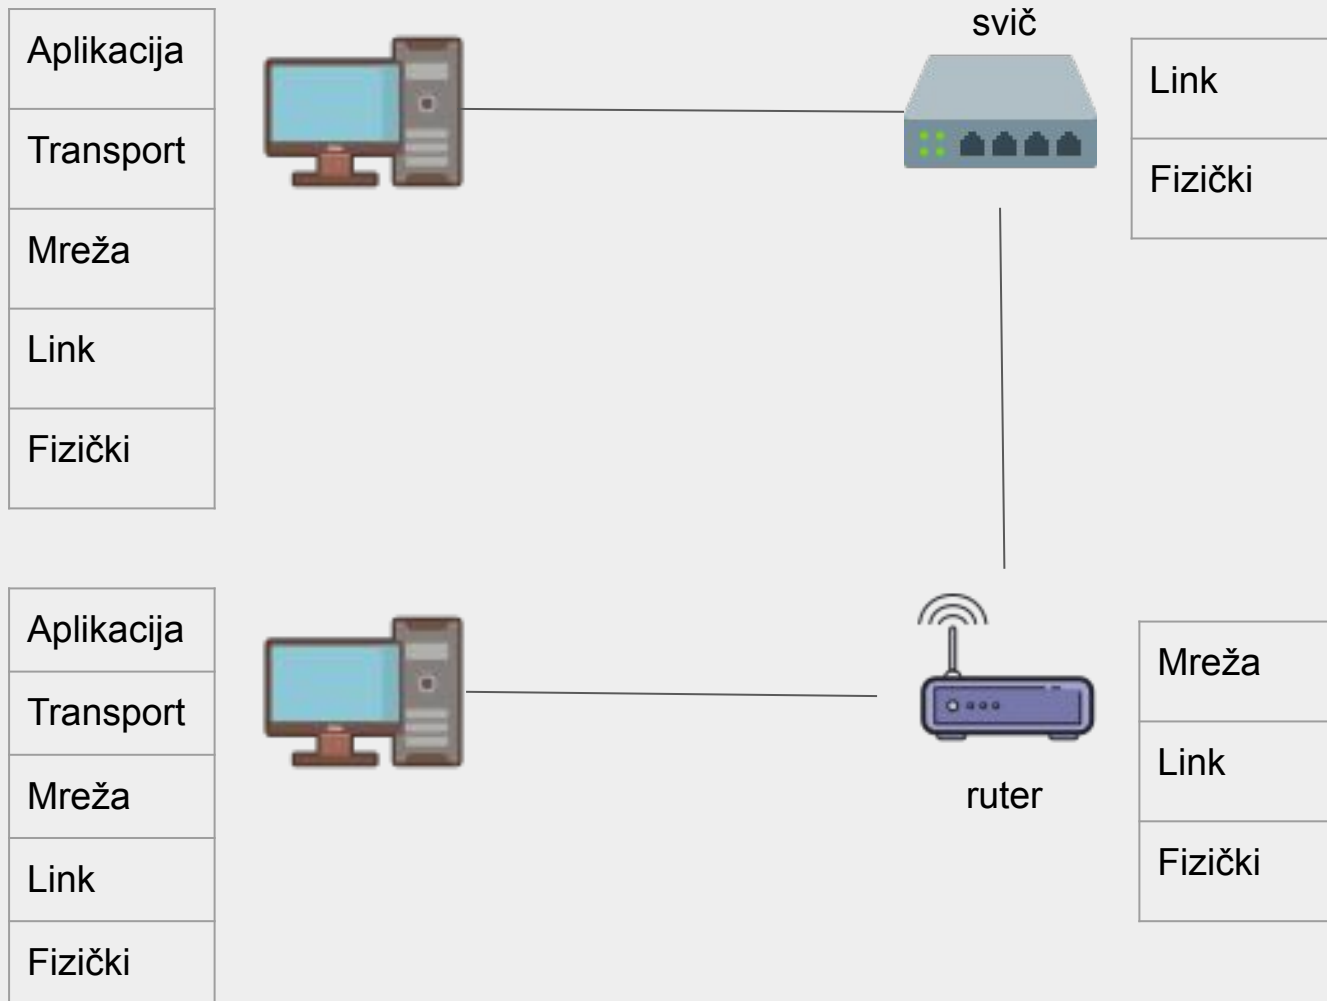 Aplikacija
Transport
Mreža
Link
Fizički
svič
Link
Fizički
Aplikacija
Transport
Mreža
Link
Fizički
ruter
Mreža
Link
Fizički